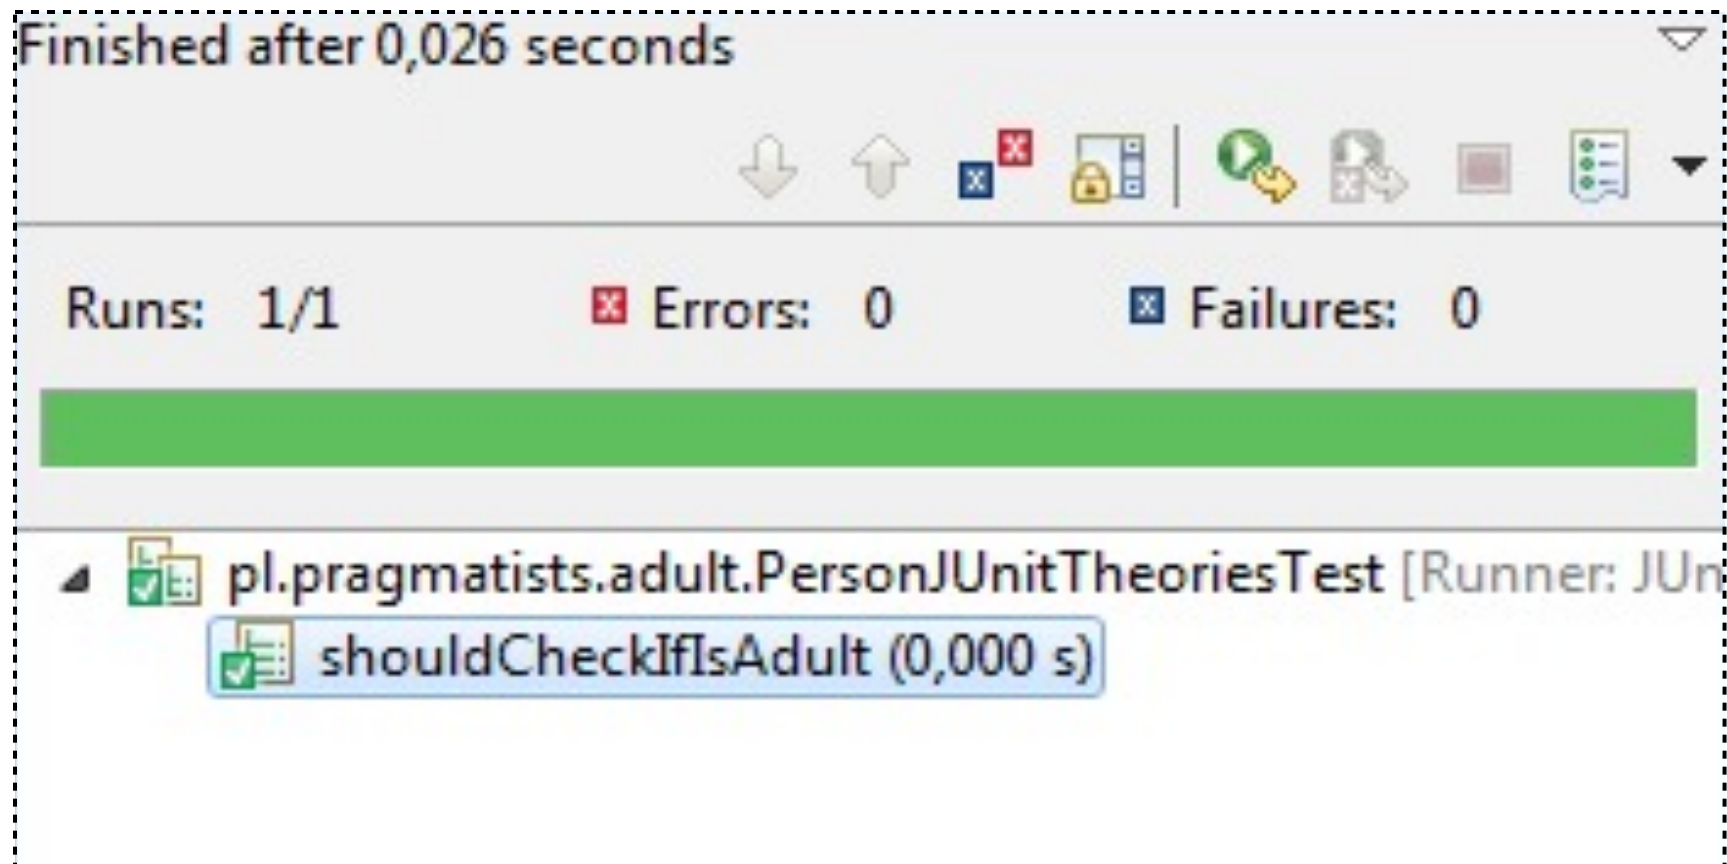 Finished after 0,026 seconds
Runs: 1/1 Errors: 0 Failures: 0
pl.pragmatists.adult.PersonJUnitTheoriesTest [Runner: JUn
shouldCheckIfIsAdult (0,000 s)